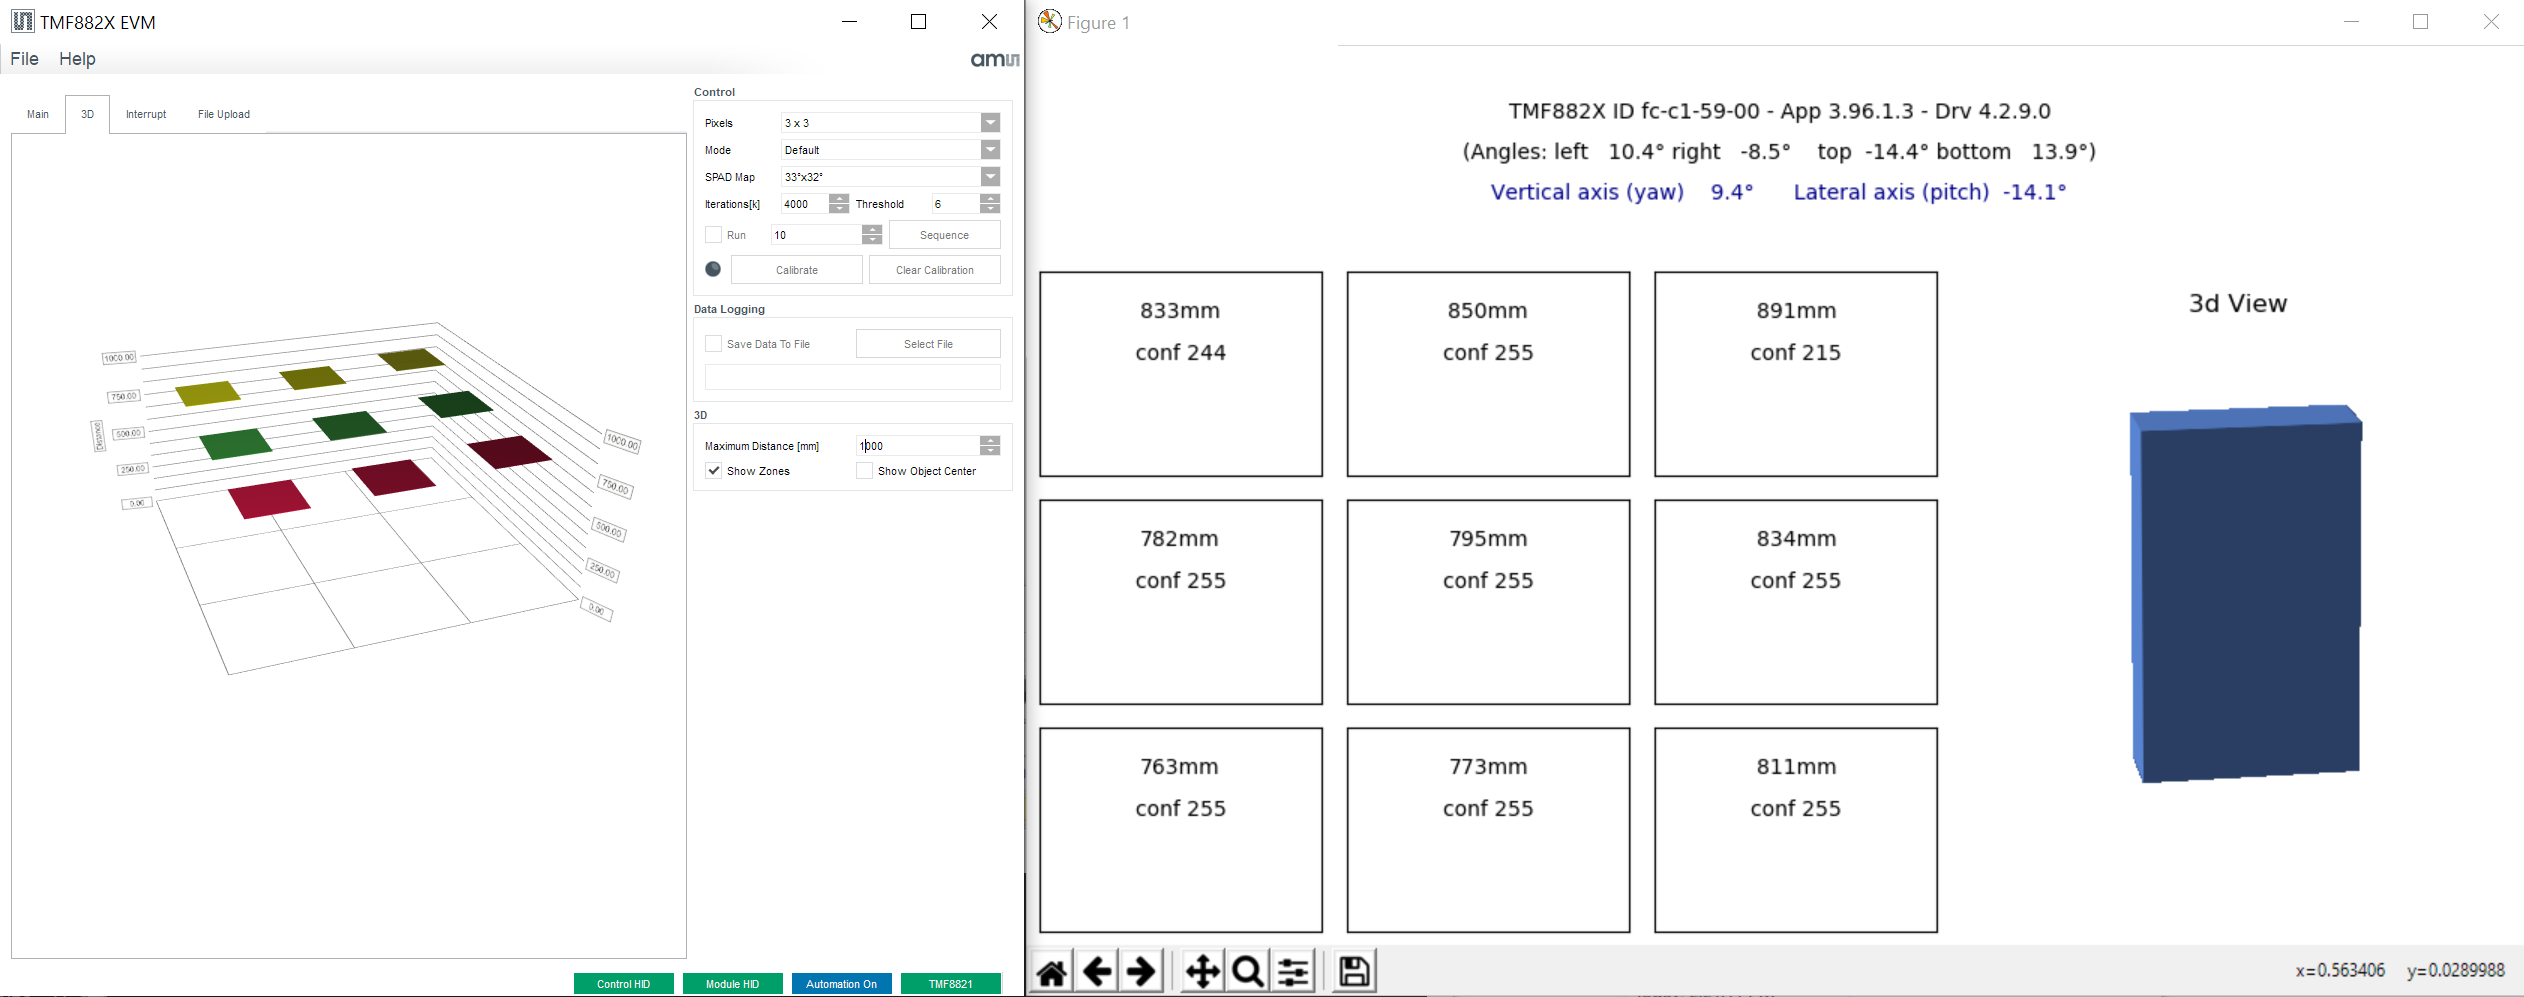 TMF882X EVM
File Help
amu
Main 3D Interrupt File Upload
1000.00
750.00
500.00
250.00
0.00
Distance
1000.00
750.00
500.00
250.00
0.00
Control
Pixels 3 x 3
Mode Default
SPAD Map 33°x32°
Iterations[k] 4000 Threshold 6
Run 10 Sequence
Calibrate Clear Calibration
Data Logging
Save Data To File Select File
3D
Maximum Distance [mm] 1000
Show Zones Show Object Center
Control HID Module HID Automation On TMF8821
Figure 1
TMF882X ID fc-c1-59-00 - App 3.96.1.3 - Drv 4.2.9.0
(Angles: left 10.4° right -8.5° top -14.4° bottom 13.9°)
Vertical axis (yaw) 9.4° Lateral axis (pitch) -14.1°
833mm 850mm 891mm
conf 244 conf 255 conf 215
3d View
782mm 795mm 834mm
conf 255 conf 255 conf 255
763mm 773mm 811mm
conf 255 conf 255 conf 255
x=0.563406 y=0.0289988